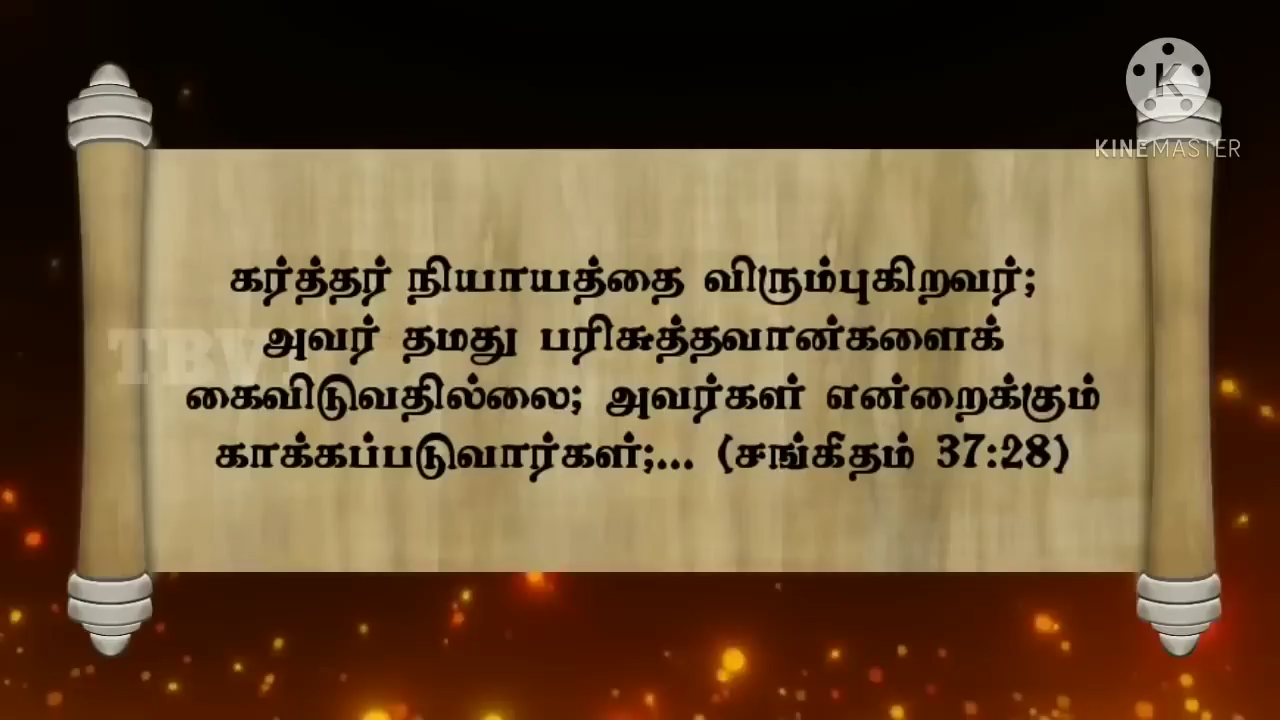 KINEMASTER
கர்த்தர் நியாயத்தை விரும்புகிறவர்;
அவர் தமது பரிசுத்தவான்களைக்
கைவிடுவதில்லை; அவர்கள் என்றைக்கும்
காக்கப்படுவார்கள்;... (சங்கீதம் 37:28)